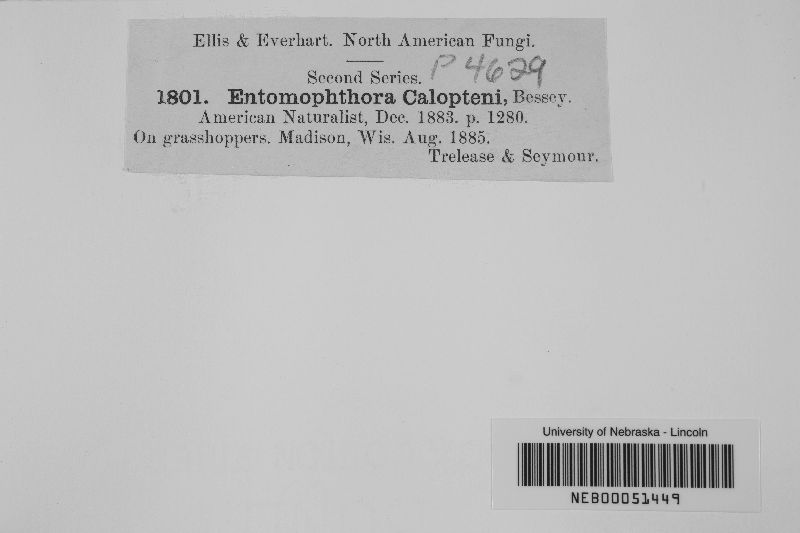 Ellis & Everhart. North American Fungi.
Second Series. P 4629
1801. Entomophthora Calopteni, Bessey.
American Naturalist, Dec. 1883. p. 1280.
On grasshoppers. Madison, Wis. Aug. 1885.
Trelease & Seymour.
University of Nebraska - Lincoln
NEB00051449